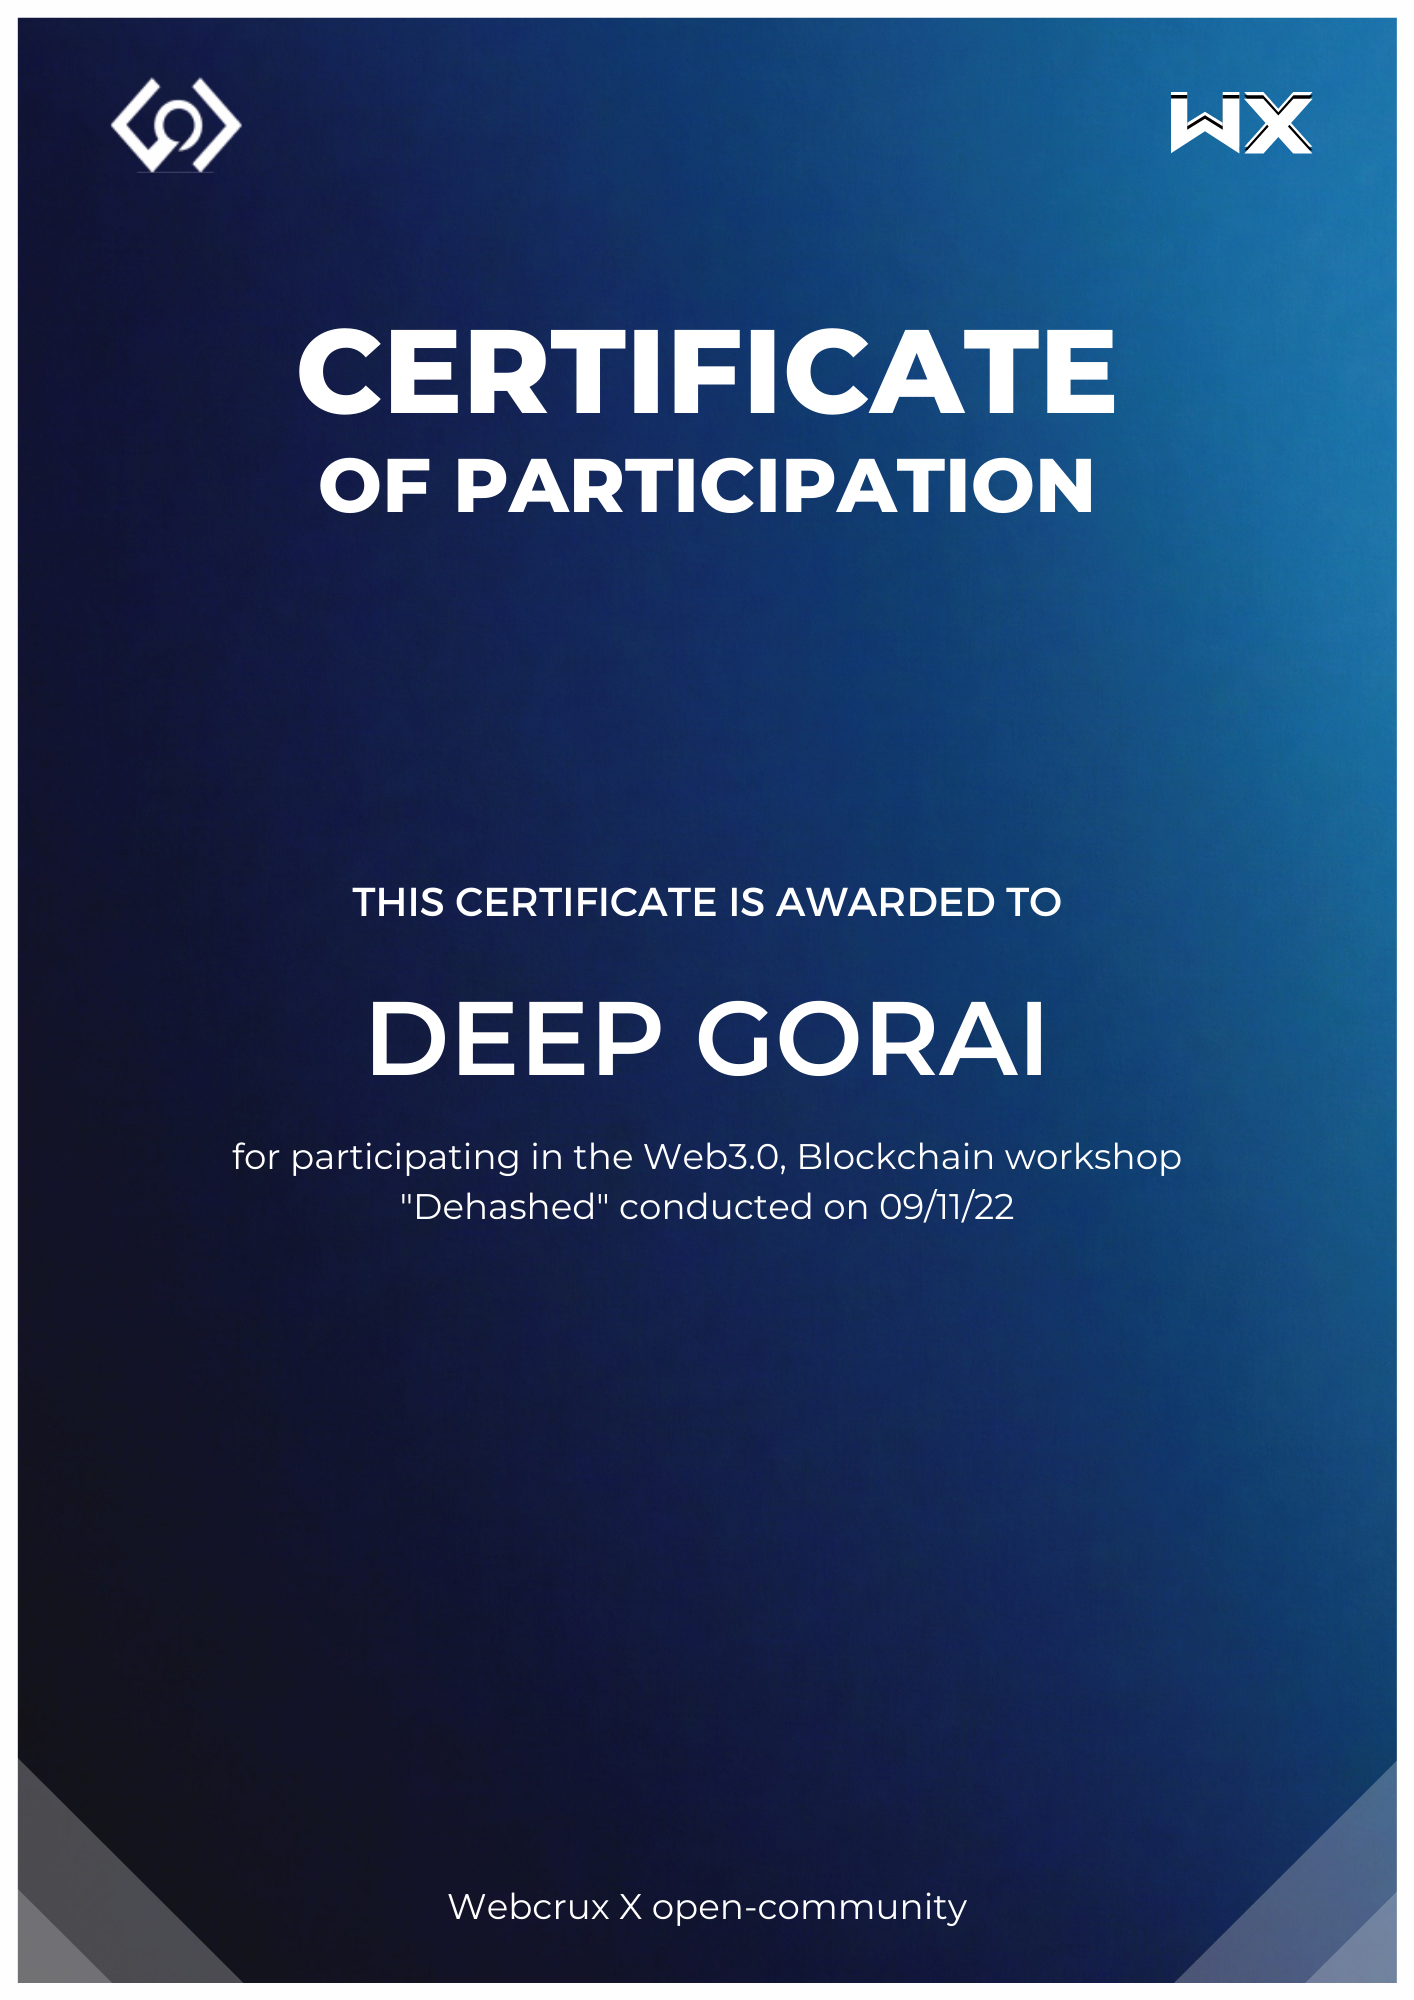 WX
CERTIFICATE
OF PARTICIPATION
THIS CERTIFICATE IS AWARDED TO
DEEP GORAI
for participating in the Web3.0, Blockchain workshop
"Dehashed" conducted on 09/11/22
Webcrux X open-community